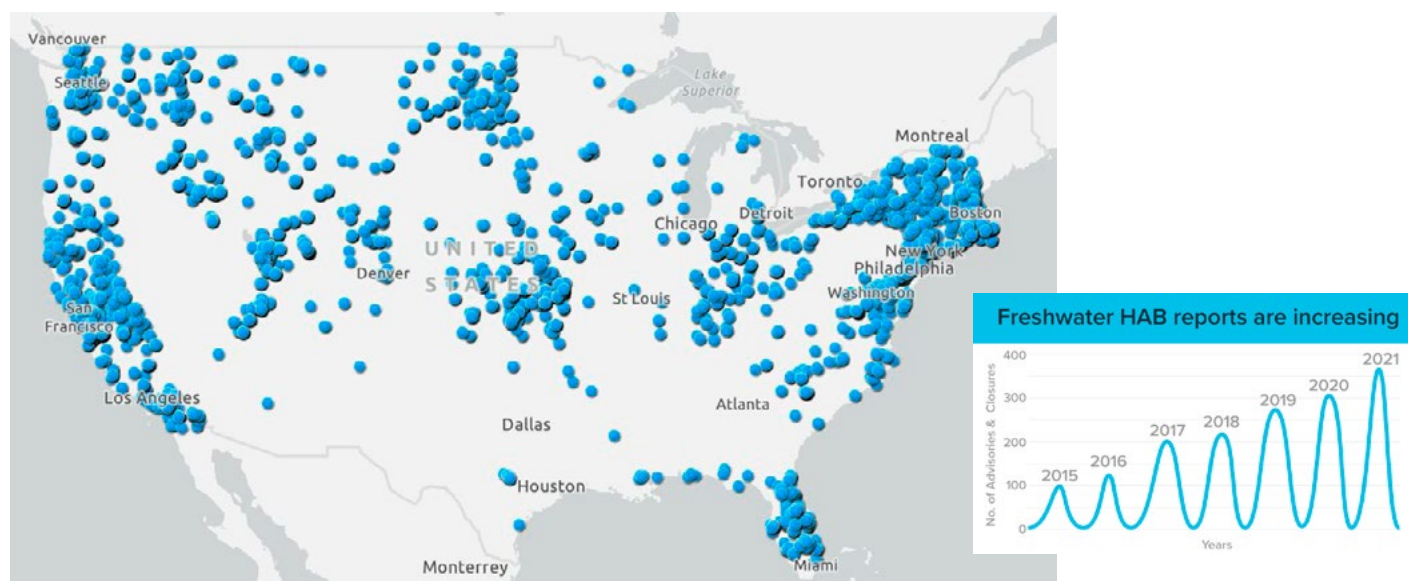 Vancouver
Seattle
Lake
Superior
Montreal
Toronto
Boston
Detroit
Chicago
New York
UNITED
Philadelphia
Denver
STATES
Washington
St Louis
San
Francisco
Los Angeles
Atlanta
Dallas
Houston
Miami
Monterrey
Freshwater HAB reports are increasing
No. of Advisories & Closures
400
300
200
100
0
2015
2016
2017
2018
2019
2020
2021
Years